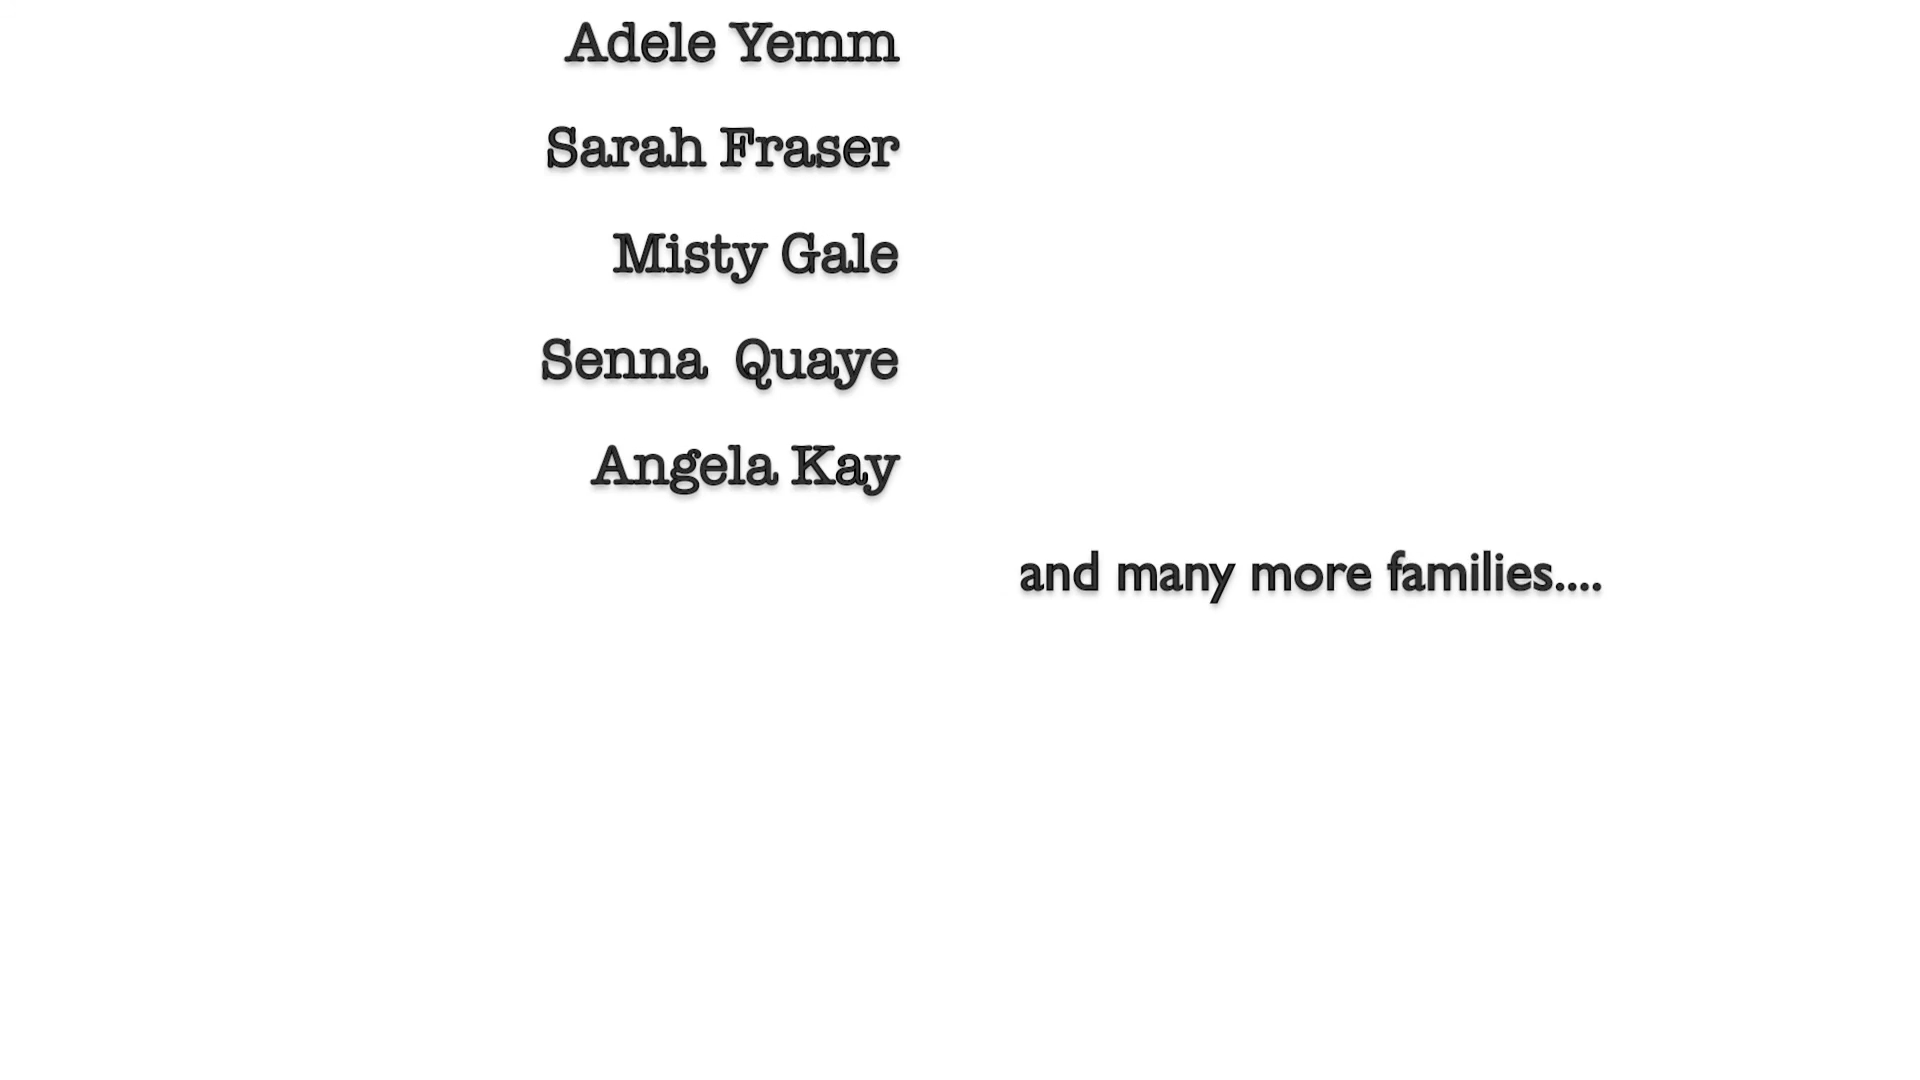 Adele Yemm
Sarah Fraser
Misty Gale
Senna  Quaye
Angela Kay
and many more families....